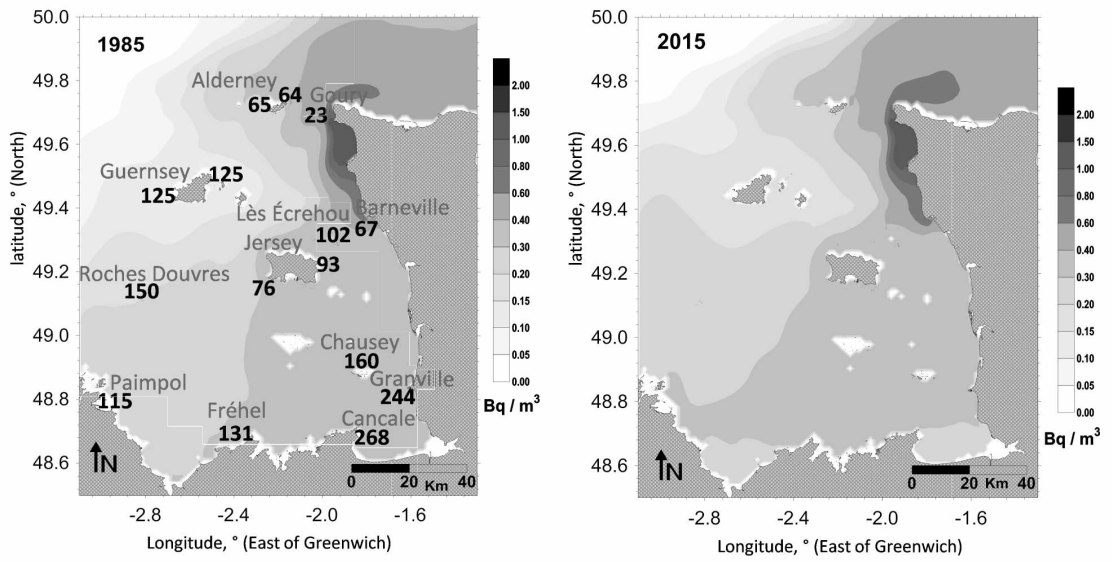 1985
50.0
49.8
49.6
49.4
49.2
49.0
48.8
48.6
latitude, ° (North)
Alderney
64
65
Goury
23
Guernsey
125
125
Lès Écrehou
Barneville
102
67
Jersey
93
76
Roches Douvres
150
Chausey
160
Granville
244
Paimpol
115
Fréhel
131
Cancale
268
N
0 20 40
Km
-2.8 -2.4 -2.0 -1.6
Longitude, ° (East of Greenwich)
2.00
1.50
1.00
0.80
0.60
0.40
0.30
0.20
0.15
0.10
0.05
0.00
Bq / m³
2015
50.0
49.8
49.6
49.4
49.2
49.0
48.8
48.6
latitude, ° (North)
N
0 20 40
Km
-2.8 -2.4 -2.0 -1.6
Longitude, ° (East of Greenwich)
2.00
1.50
1.00
0.80
0.60
0.40
0.30
0.20
0.15
0.10
0.05
0.00
Bq / m³